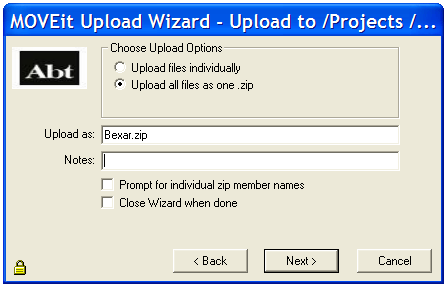 MOVEit Upload Wizard - Upload to /Projects /...
Abt
Choose Upload Options
Upload files individually
Upload all files as one .zip
Upload as: Bexar.zip
Notes:
Prompt for individual zip member names
Close Wizard when done
< Back Next > Cancel